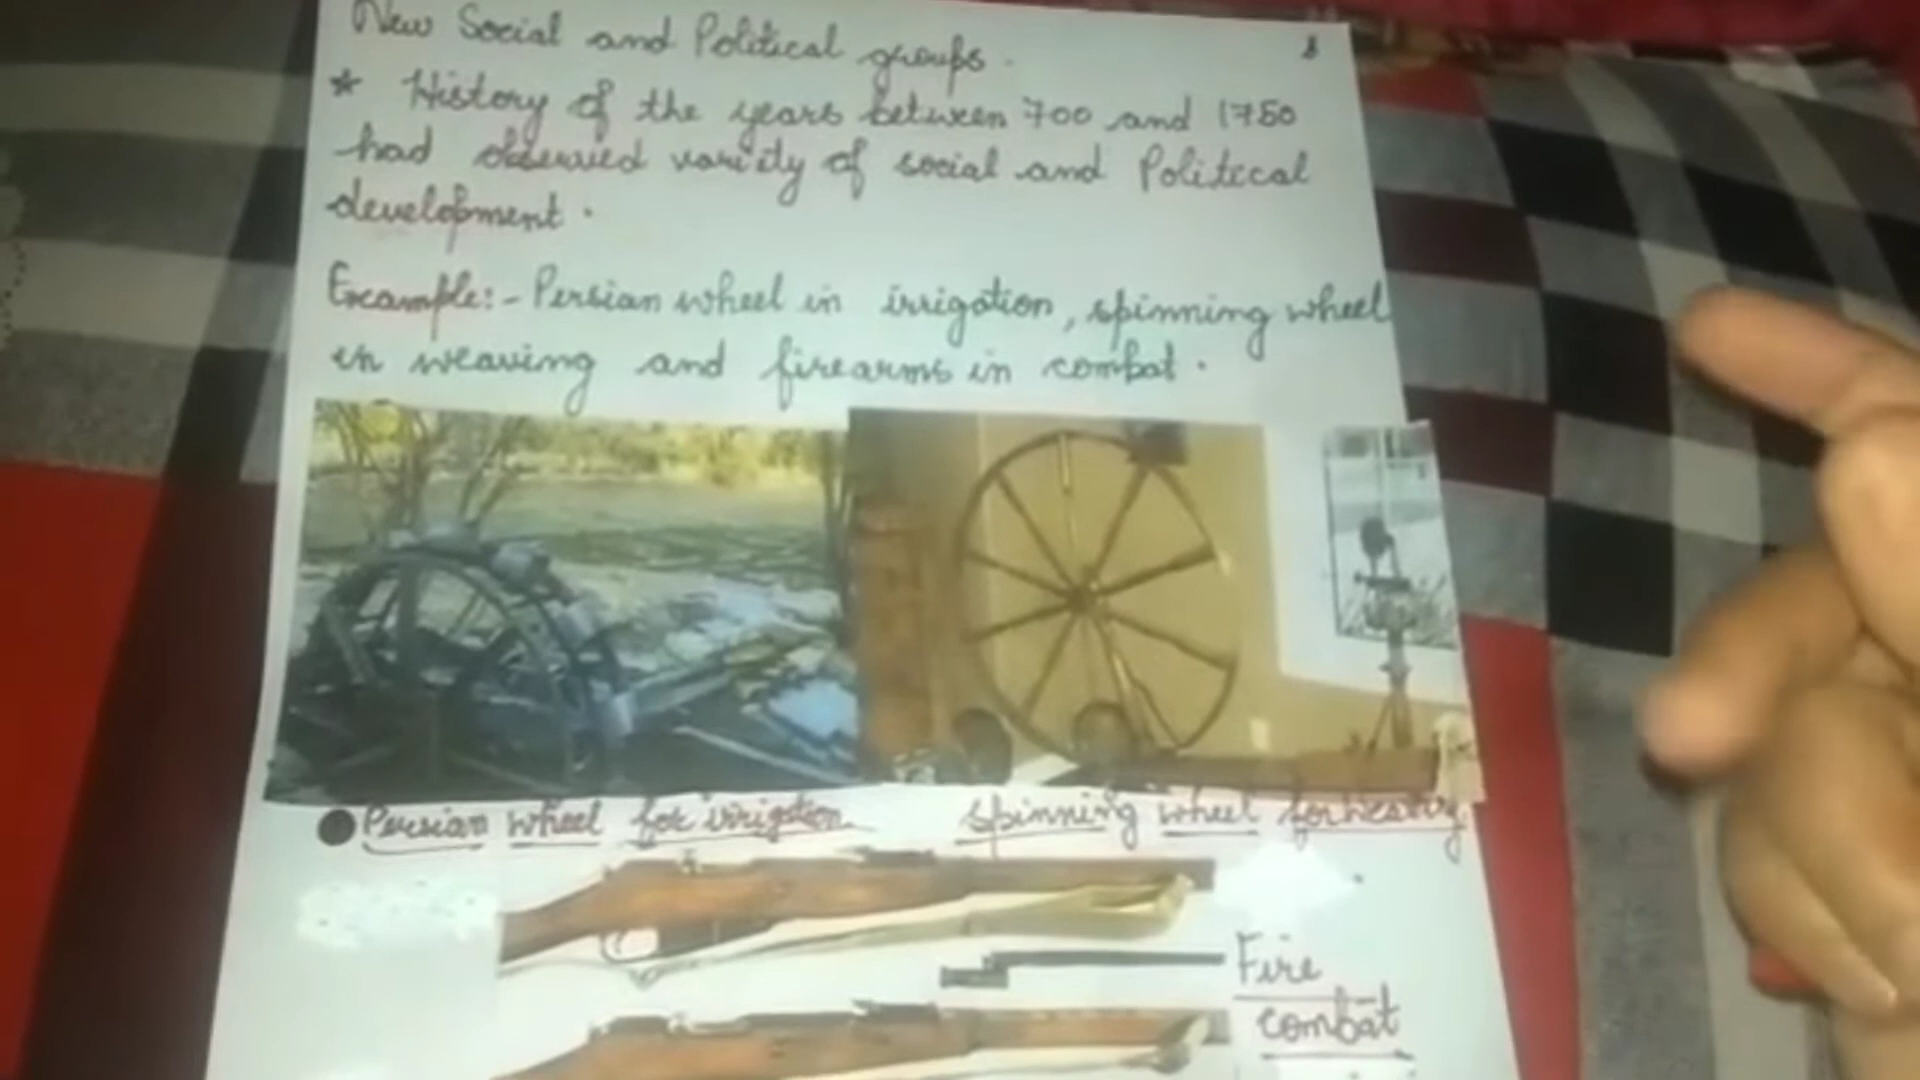 New Social and Political groups.
* History of the years between 700 and 1750
had observed variety of social and Political
development.
Example:- Persian wheel in irrigation, spinning wheel
in weaving and firearms in combat.
Persian wheel for irrigation
spinning wheel for weaving
Fire
combat